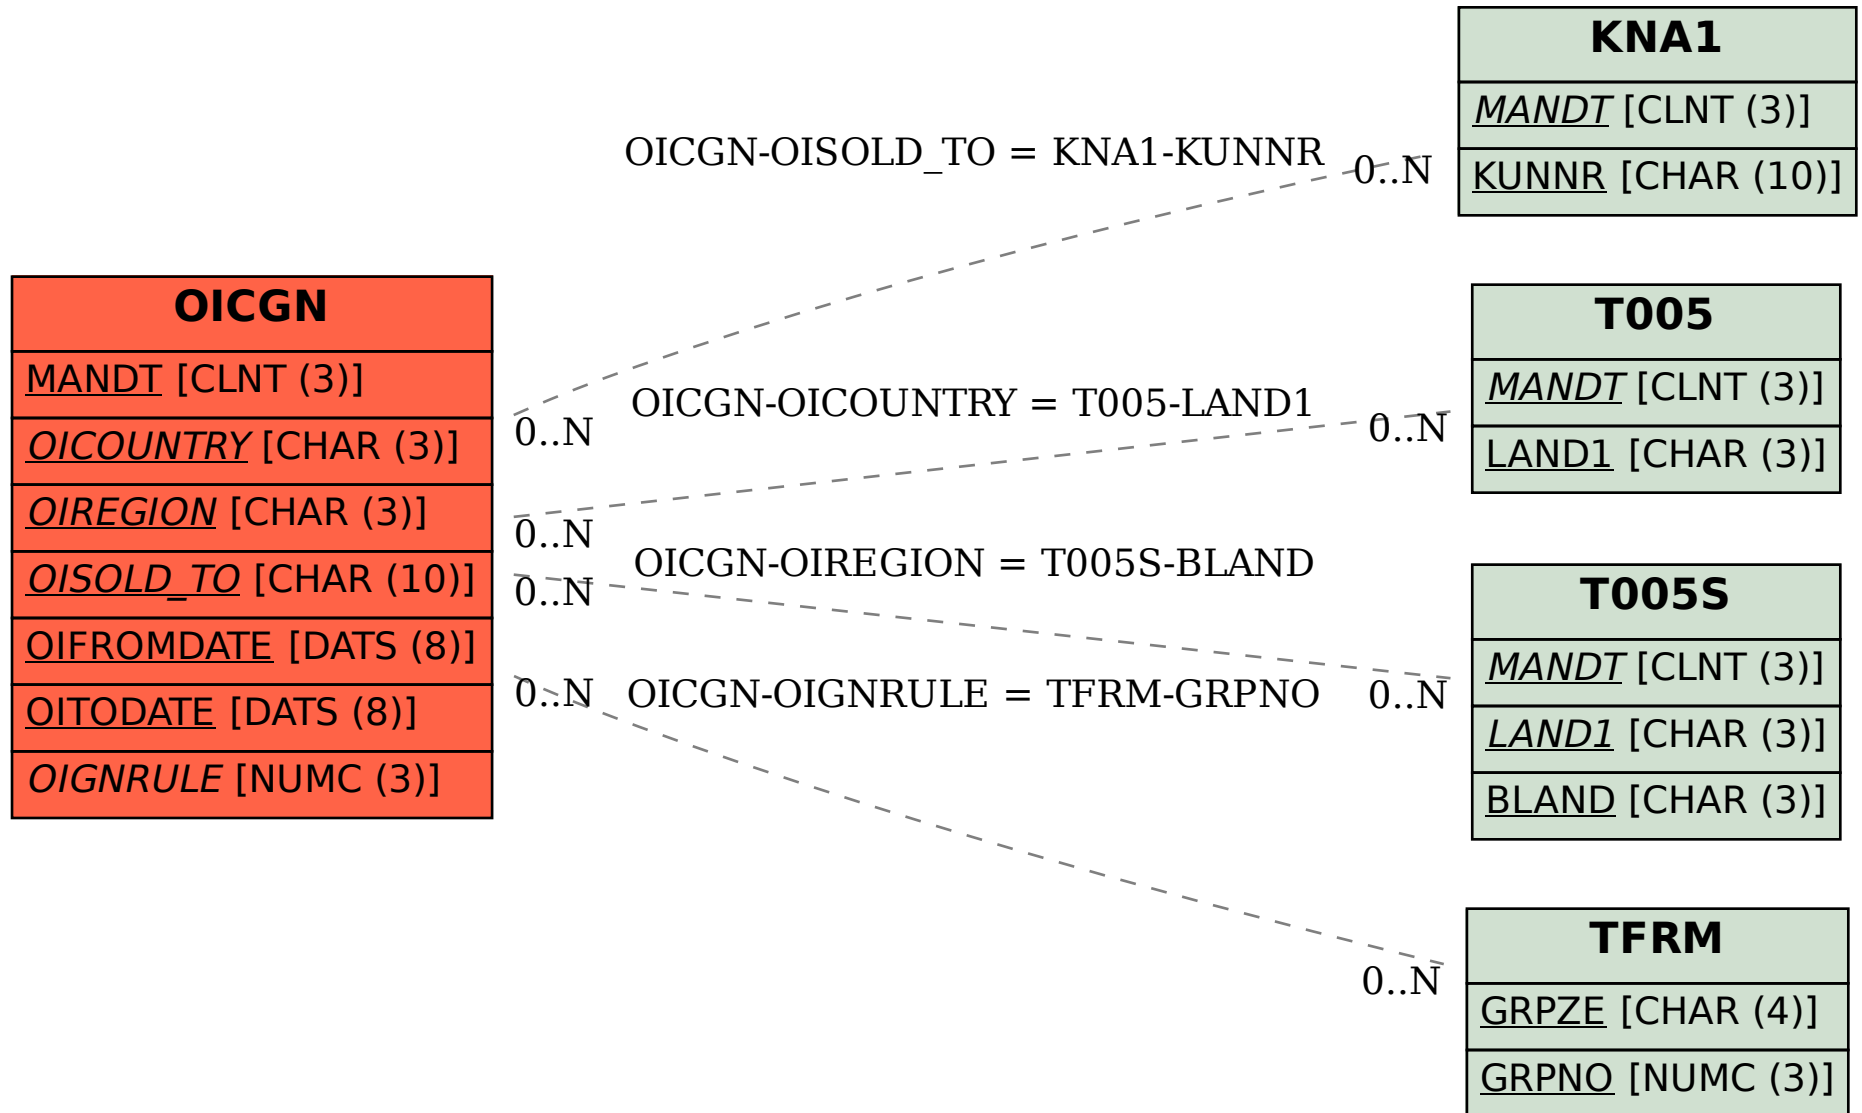 KNA1
MANDT [CLNT (3)]
KUNNR [CHAR (10)]
OICGN-OISOLD_TO = KNA1-KUNNR
0..N
0..N
OICGN
MANDT [CLNT (3)]
OICOUNTRY [CHAR (3)]
OIREGION [CHAR (3)]
OISOLD_TO [CHAR (10)]
OIFROMDATE [DATS (8)]
OITODATE [DATS (8)]
OIGNRULE [NUMC (3)]
OICGN-OICOUNTRY = T005-LAND1
0..N
0..N
T005
MANDT [CLNT (3)]
LAND1 [CHAR (3)]
OICGN-OIREGION = T005S-BLAND
0..N
0..N
T005S
MANDT [CLNT (3)]
LAND1 [CHAR (3)]
BLAND [CHAR (3)]
OICGN-OIGNRULE = TFRM-GRPNO
0..N
0..N
TFRM
GRPZE [CHAR (4)]
GRPNO [NUMC (3)]